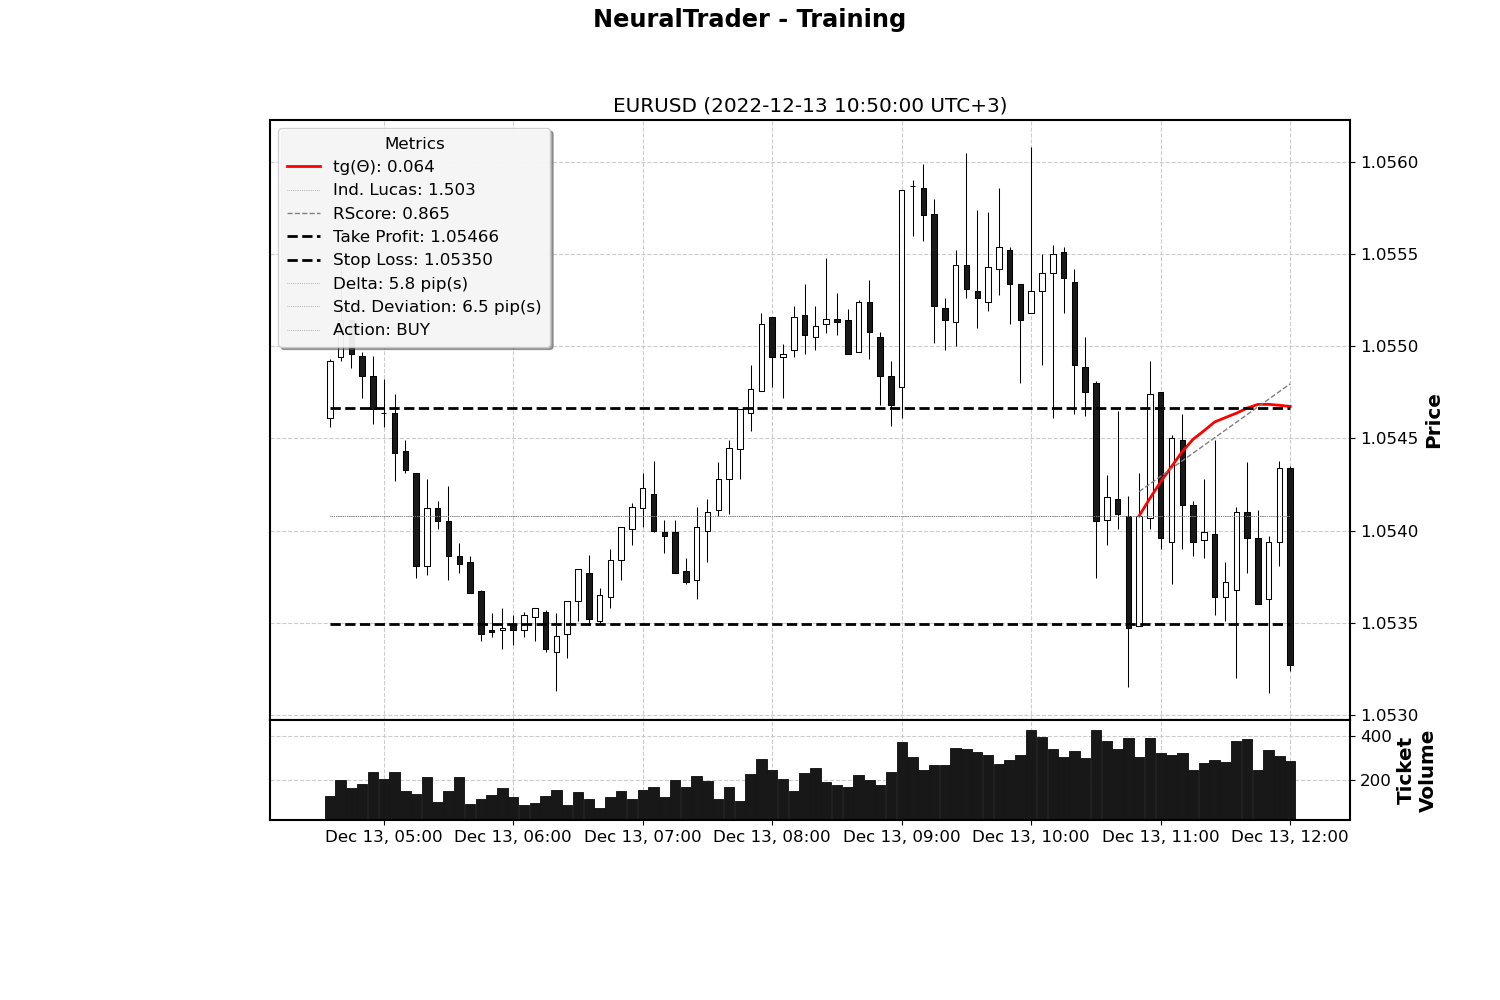 NeuralTrader - Training
EURUSD (2022-12-13 10:50:00 UTC+3)
Metrics
tg(Θ): 0.064
Ind. Lucas: 1.503
RScore: 0.865
Take Profit: 1.05466
Stop Loss: 1.05350
Delta: 5.8 pip(s)
Std. Deviation: 6.5 pip(s)
Action: BUY
1.0560
1.0555
1.0550
1.0545
1.0540
1.0535
1.0530
Price
400
200
Ticket
Volume
Dec 13, 05:00 Dec 13, 06:00 Dec 13, 07:00 Dec 13, 08:00 Dec 13, 09:00 Dec 13, 10:00 Dec 13, 11:00 Dec 13, 12:00